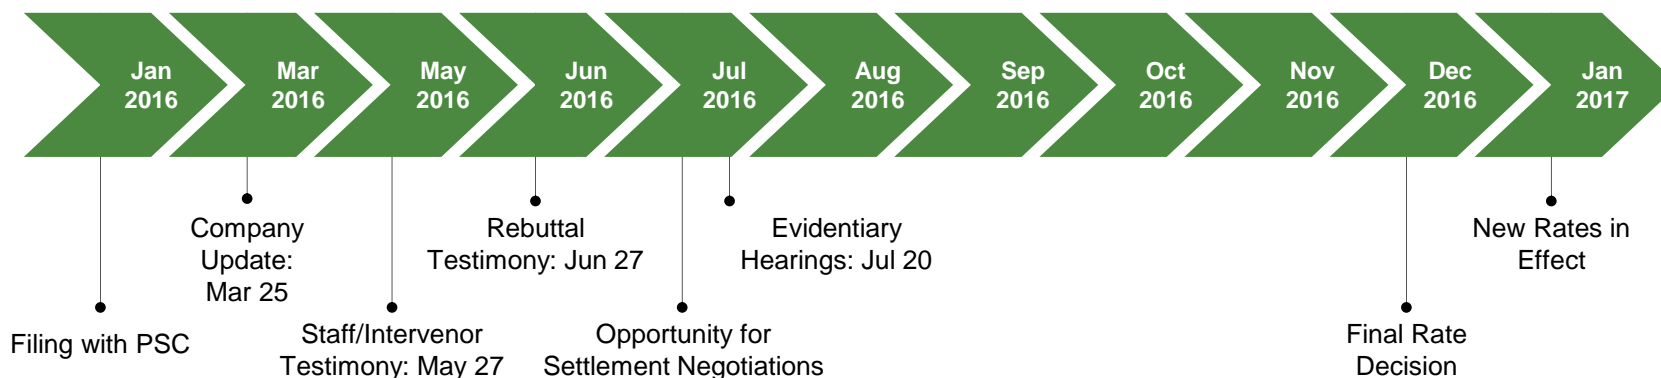 Jan
2016
Mar
2016
May
2016
Jun
2016
Jul
2016
Aug
2016
Sep
2016
Oct
2016
Nov
2016
Dec
2016
Jan
2017
Filing with PSC
Company
Update:
Mar 25
Staff/Intervenor
Testimony: May 27
Rebuttal
Testimony: Jun 27
Opportunity for
Settlement Negotiations
Evidentiary
Hearings: Jul 20
Final Rate
Decision
New Rates in
Effect